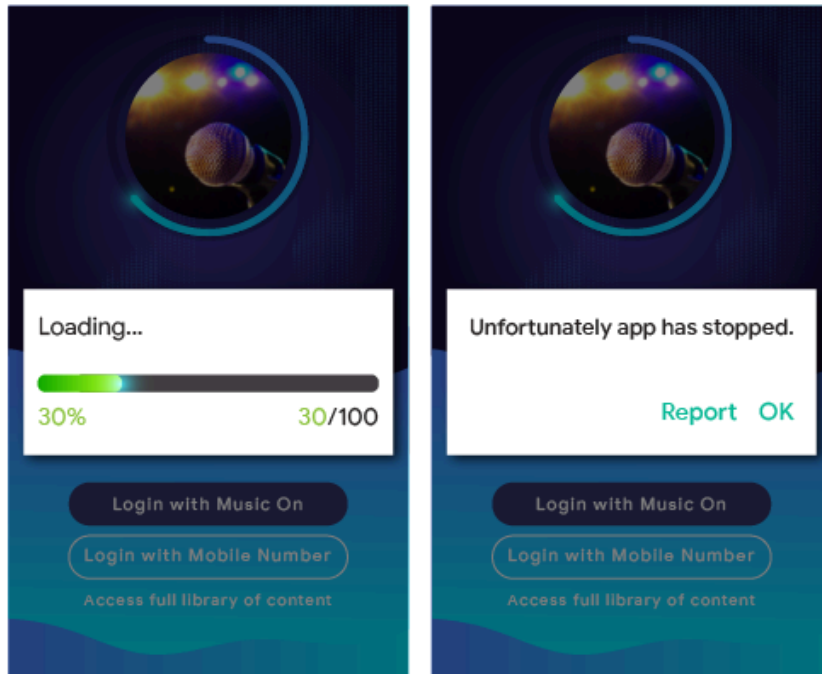 Loading...
30%
30/100
Login with Music On
Login with Mobile Number
Access full library of content
Unfortunately app has stopped.
Report OK
Login with Music On
Login with Mobile Number
Access full library of content